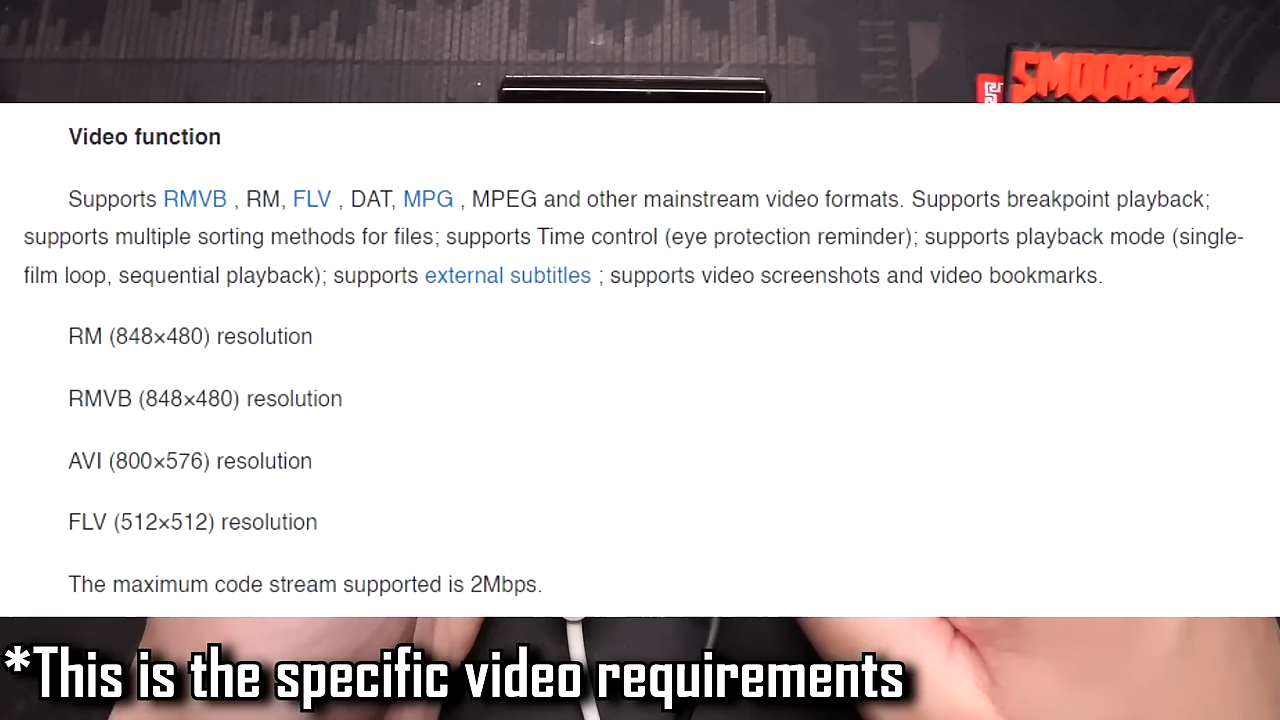 SMOOREZ
Video function
Supports RMVB , RM, FLV , DAT, MPG , MPEG and other mainstream video formats. Supports breakpoint playback;
supports multiple sorting methods for files; supports Time control (eye protection reminder); supports playback mode (single-
film loop, sequential playback); supports external subtitles ; supports video screenshots and video bookmarks.
RM (848×480) resolution
RMVB (848×480) resolution
AVI (800×576) resolution
FLV (512×512) resolution
The maximum code stream supported is 2Mbps.
*This is the specific video requirements